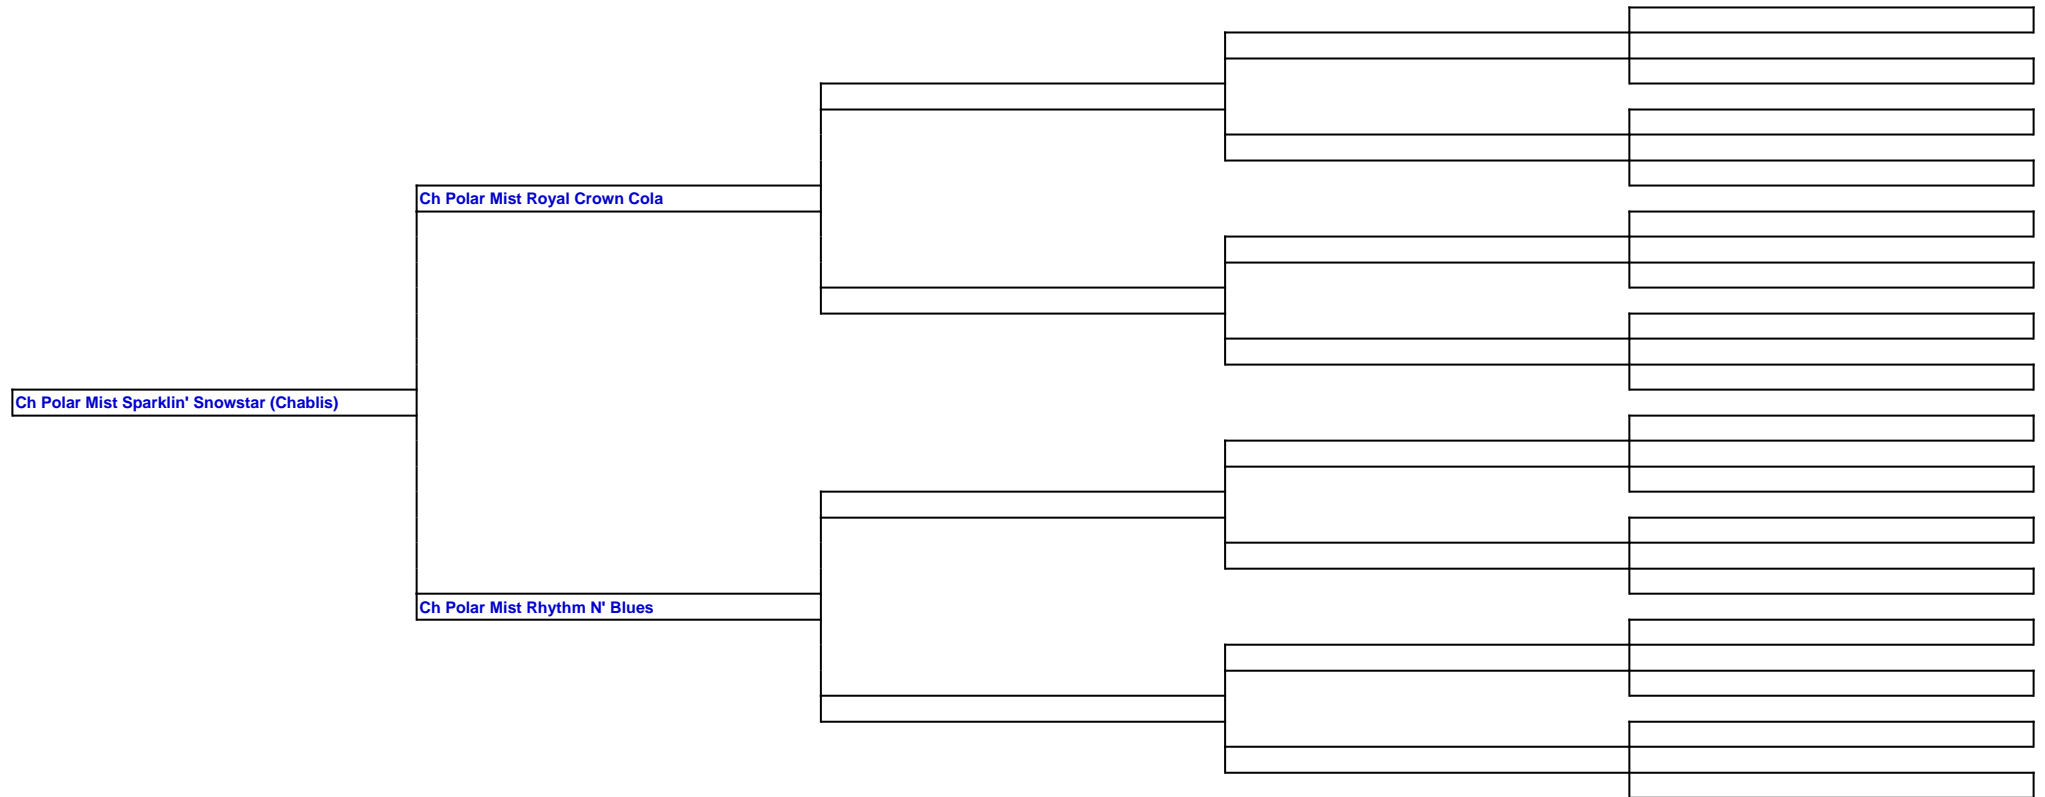 Ch Polar Mist Royal Crown Cola
Ch Polar Mist Sparklin' Snowstar (Chablis)
Ch Polar Mist Rhythm N' Blues